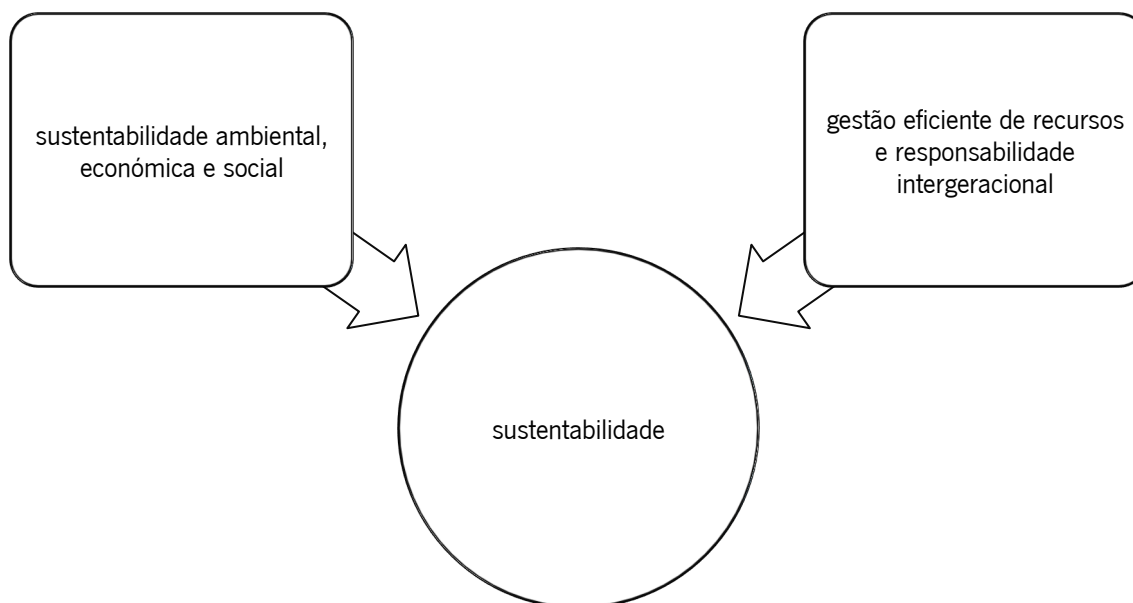 sustentabilidade ambiental,
económica e social
gestão eficiente de recursos
e responsabilidade
intergeracional
sustentabilidade